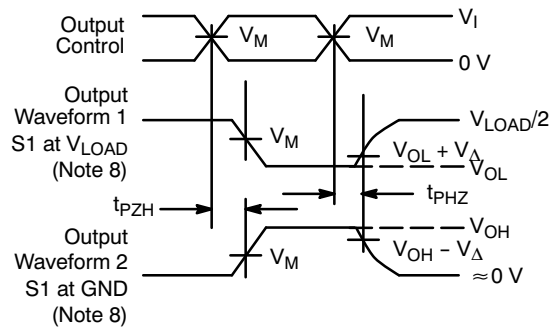 Output
Control
V_M
V_M
V_I
0 V
Output
Waveform 1
S1 at V_LOAD
(Note 8)
V_M
V_LOAD/2
V_OL + V_Δ
V_OL
t_PZH
t_PHZ
Output
Waveform 2
S1 at GND
(Note 8)
V_M
V_OH
V_OH – V_Δ
≈0 V